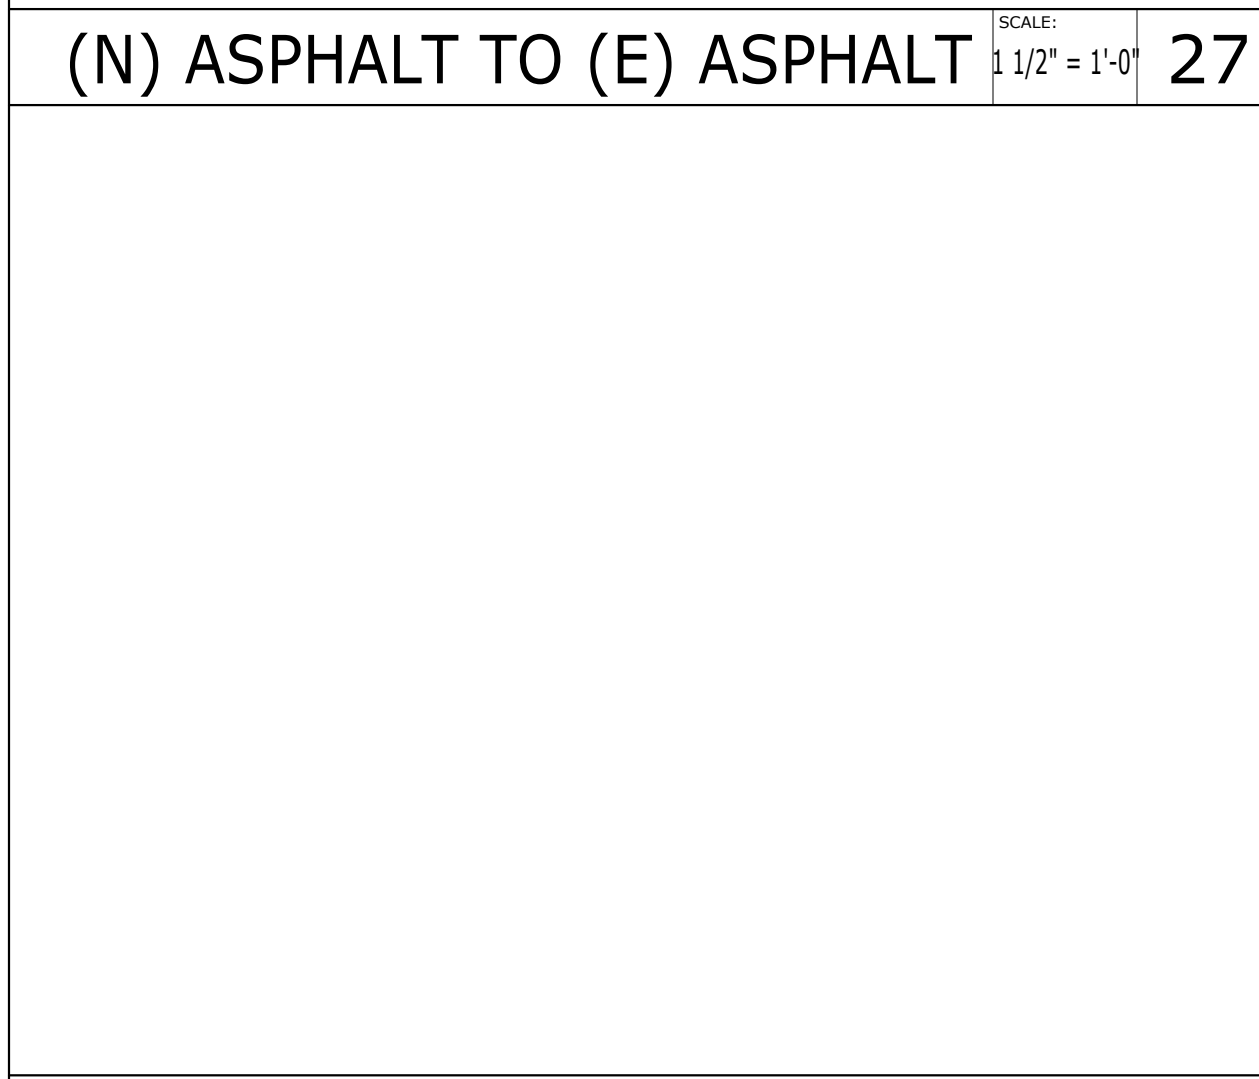 (N) ASPHALT TO (E) ASPHALT
SCALE:
1 1/2" = 1'-0"
27